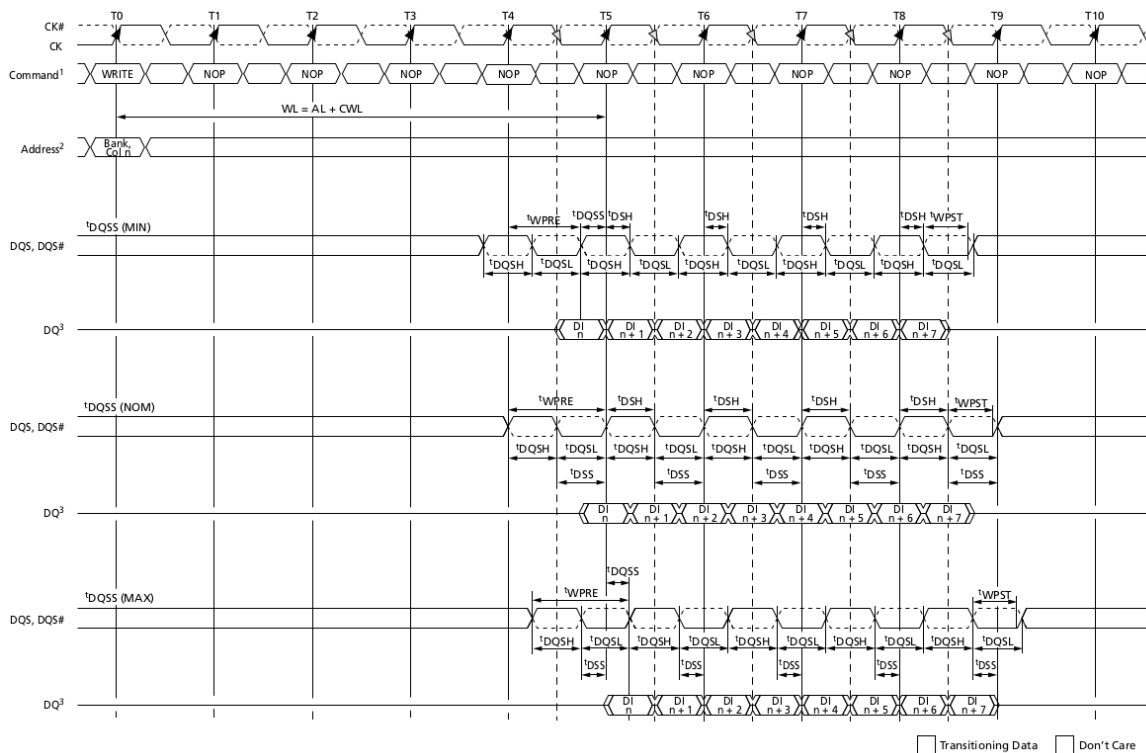 T0 T1 T2 T3 T4 T5 T6 T7 T8 T9 T10
CK#
CK
Command1 WRITE NOP NOP NOP NOP NOP NOP NOP NOP NOP NOP
WL = AL + CWL
Address2 Bank, Col n
tDQSS (MIN) tWPRE tDQSS tDSH tDSH tDSH tDSH tWPST
DQS, DQS#
tDQSH tDQSL tDQSH tDQSL tDQSH tDQSL tDQSH tDQSL tDQSH tDQSL
DQ3 DI n DI n + 1 DI n + 2 DI n + 3 DI n + 4 DI n + 5 DI n + 6 DI n + 7
tDQSS (NOM) tWPRE tDSH tDSH tDSH tDSH tWPST
DQS, DQS#
tDQSH tDQSL tDQSH tDQSL tDQSH tDQSL tDQSH tDQSL tDQSH tDQSL
tDSS tDSS tDSS tDSS tDSS
DQ3 DI n DI n + 1 DI n + 2 DI n + 3 DI n + 4 DI n + 5 DI n + 6 DI n + 7
tDQSS
tDQSS (MAX) tWPRE tWPST
DQS, DQS#
tDQSH tDQSL tDQSH tDQSL tDQSH tDQSL tDQSH tDQSL tDQSH tDQSL
tDSS tDSS tDSS tDSS tDSS
DQ3 DI n DI n + 1 DI n + 2 DI n + 3 DI n + 4 DI n + 5 DI n + 6 DI n + 7
Transitioning Data Don't Care